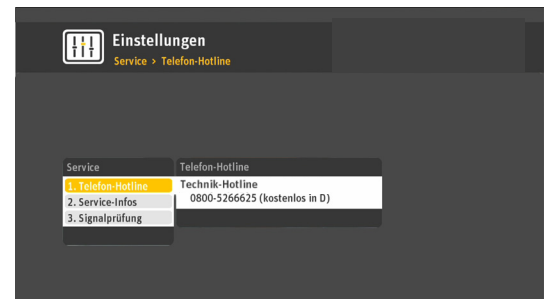 Einstellungen
Service > Telefon-Hotline
Service
Telefon-Hotline
1. Telefon-Hotline
2. Service-Infos
3. Signalprüfung
Technik-Hotline
0800-5266625 (kostenlos in D)